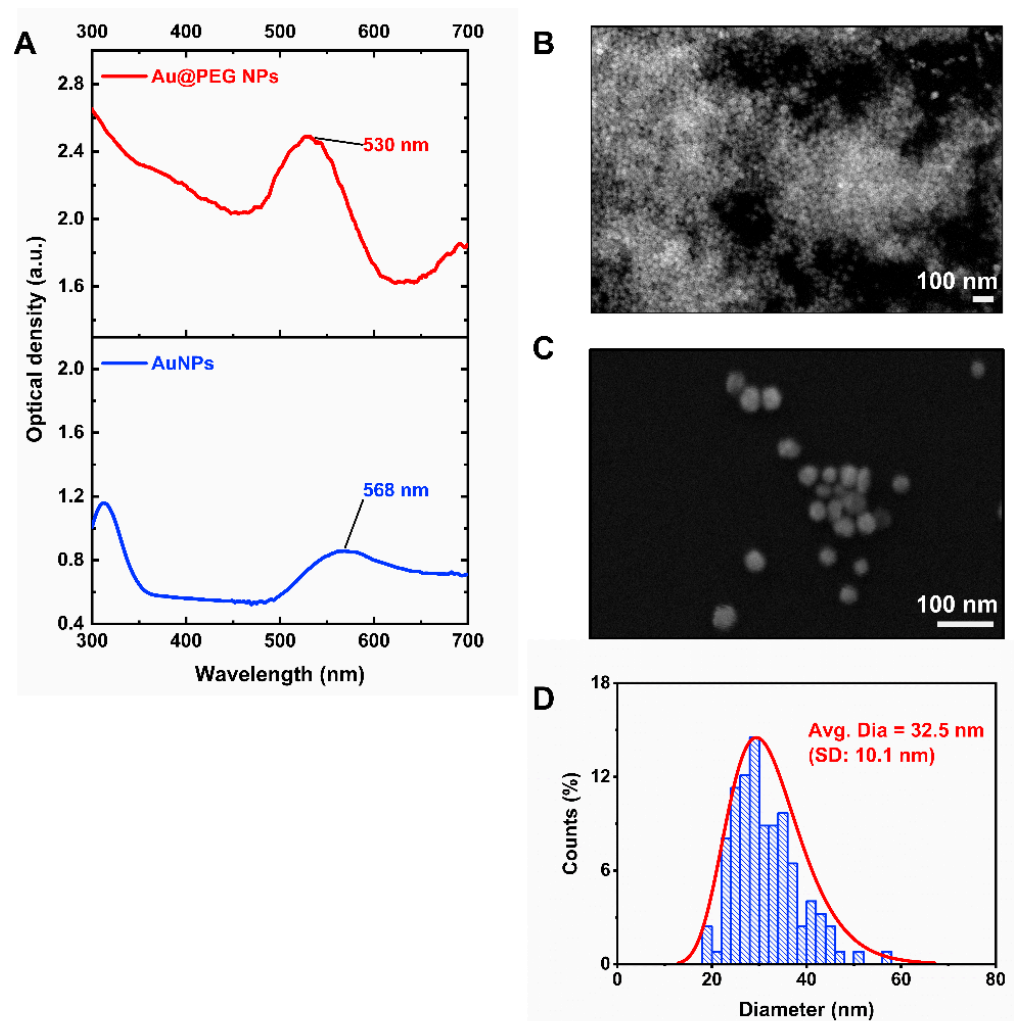 A
300 400 500 600 700
Au@PEG NPs
530 nm
2.8
2.4
2.0
1.6
AuNPs
568 nm
2.0
1.6
1.2
0.8
0.4
300 400 500 600 700
Optical density (a.u.)
Wavelength (nm)
B
100 nm
C
100 nm
D
Avg. Dia = 32.5 nm
(SD: 10.1 nm)
18
12
6
0
0 20 40 60 80
Counts (%)
Diameter (nm)